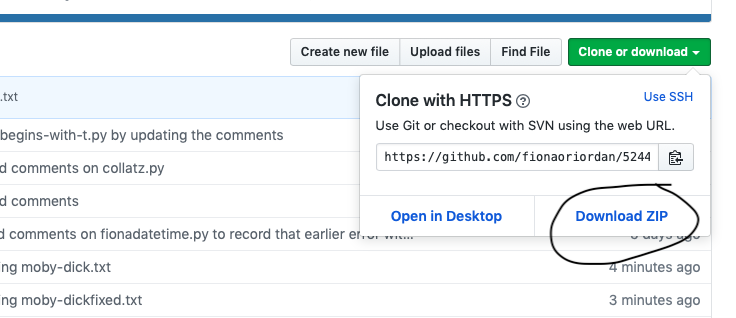 Create new file Upload files Find File Clone or download
.txt
Clone with HTTPS Use SSH
Use Git or checkout with SVN using the web URL.
begins-with-t.py by updating the comments
https://github.com/fionaoriordan/5244
d comments on collatz.py
d comments
Open in Desktop Download ZIP
d comments on fionadatetime.py to record that earlier error wit...
days ago
ng moby-dick.txt 4 minutes ago
ng moby-dickfixed.txt 3 minutes ago